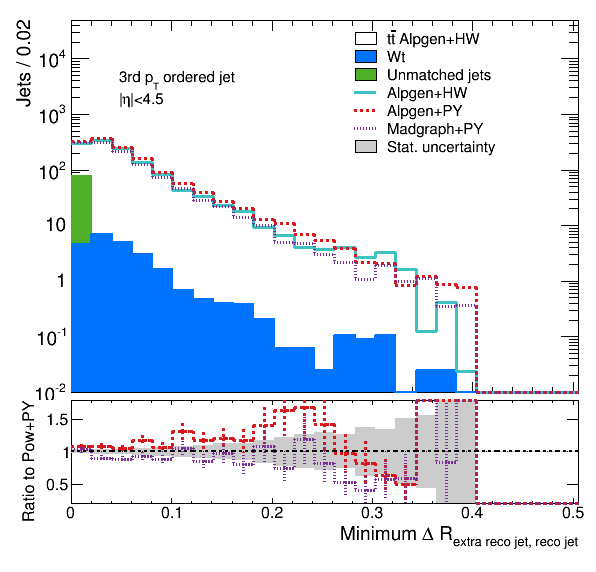 Jets / 0.02
10⁴
10³
10²
10
1
10⁻¹
10⁻²
3rd p_T ordered jet
|η|<4.5
tt̄ Alpgen+HW
Wt
Unmatched jets
Alpgen+HW
Alpgen+PY
Madgraph+PY
Stat. uncertainty
Ratio to Pow+PY
1.5
1
0.5
0 0.1 0.2 0.3 0.4 0.5
Minimum Δ R_extra reco jet, reco jet